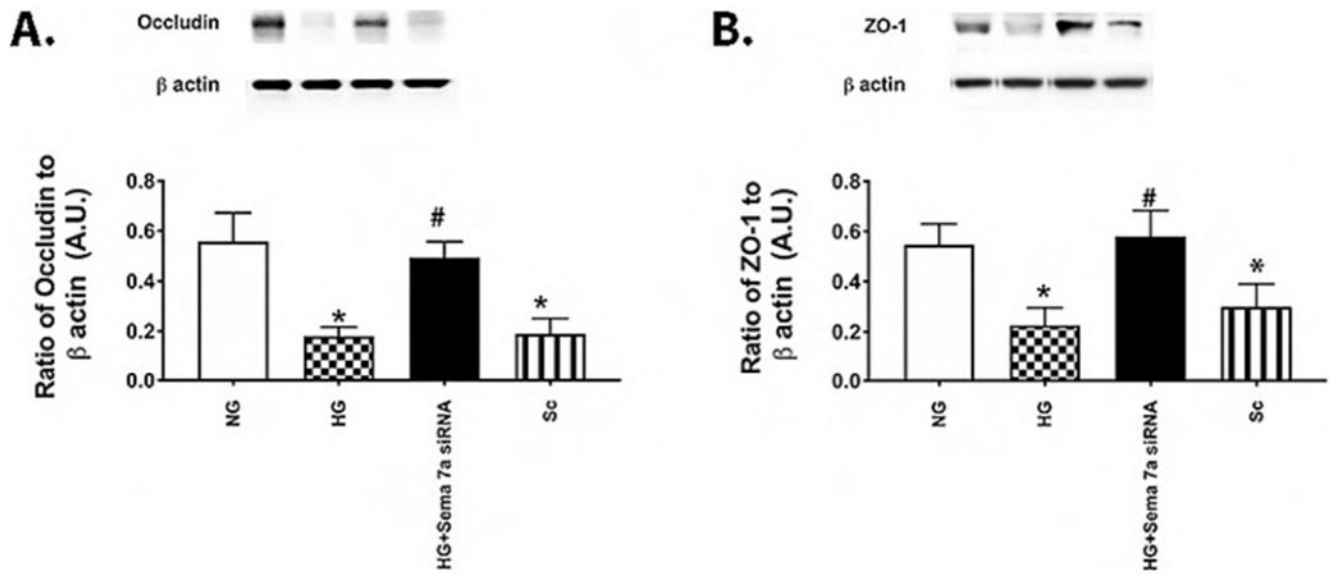 A.
Occludin
β actin
Ratio of Occludin to
β actin (A.U.)
0.8
0.6
0.4
0.2
0.0
*
#
*
NG
HG
HG+Sema 7a siRNA
Sc
B.
ZO-1
β actin
Ratio of ZO-1 to
β actin (A.U.)
0.8
0.6
0.4
0.2
0.0
*
#
*
NG
HG
HG+Sema 7a siRNA
Sc